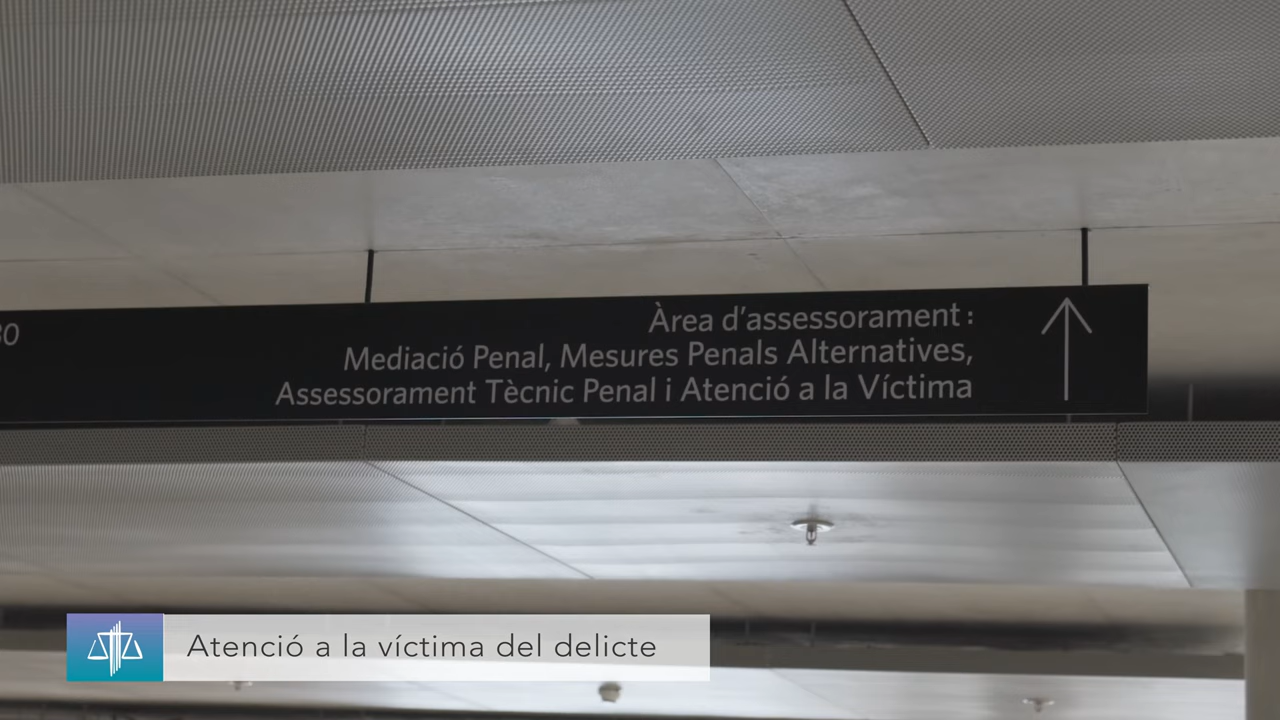 Àrea d'assessorament :
Mediació Penal, Mesures Penals Alternatives,
Assessorament Tècnic Penal i Atenció a la Víctima
Atenció a la víctima del delicte